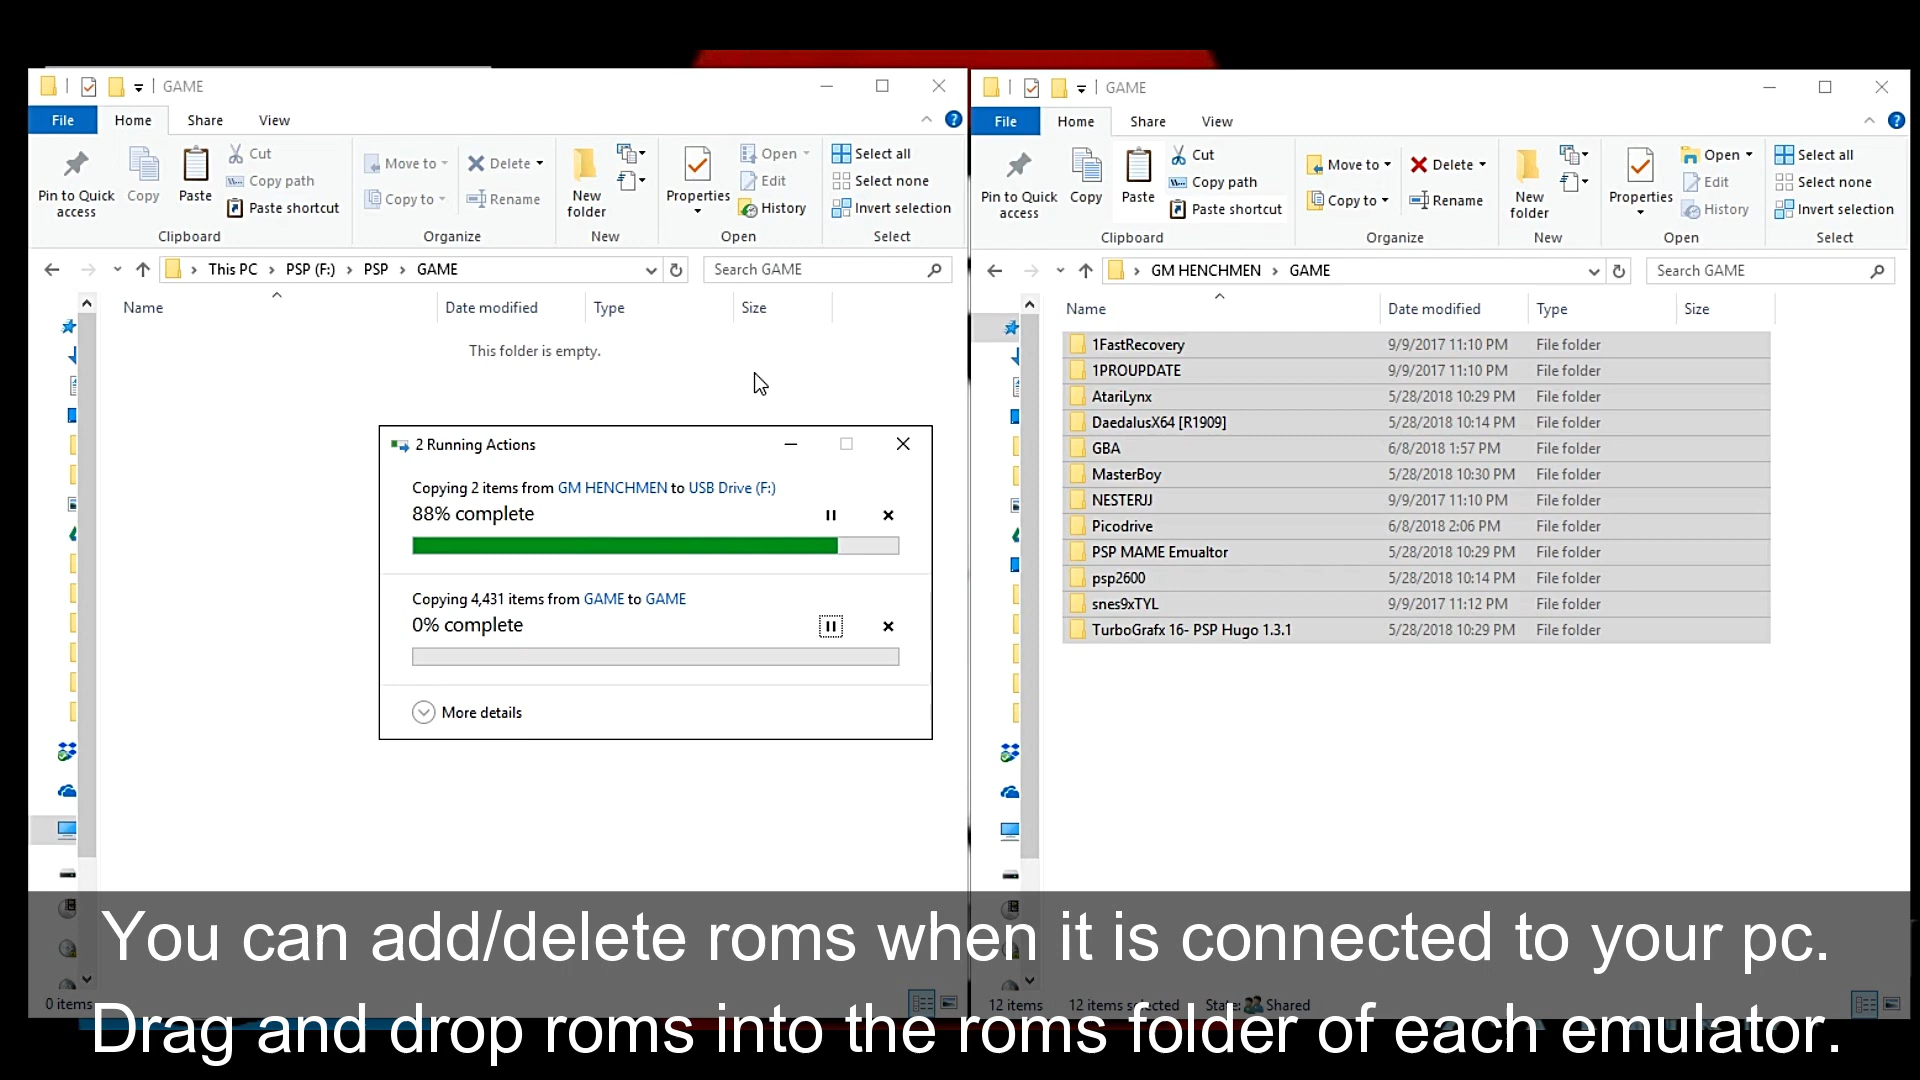 GAME
File Home Share View
Pin to Quick access
Copy
Paste
Cut
Copy path
Paste shortcut
Clipboard
Move to
Copy to
Delete
Rename
Organize
New folder
New
Properties
Open
Edit
History
Open
Select all
Select none
Invert selection
Select
This PC > PSP (F:) > PSP > GAME
Search GAME
Name Date modified Type Size
This folder is empty.
2 Running Actions
Copying 2 items from GM HENCHMEN to USB Drive (F:)
88% complete
Copying 4,431 items from GAME to GAME
0% complete
More details
0 items
GAME
File Home Share View
Pin to Quick access
Copy
Paste
Cut
Copy path
Paste shortcut
Clipboard
Move to
Copy to
Delete
Rename
Organize
New folder
New
Properties
Open
Edit
History
Open
Select all
Select none
Invert selection
Select
GM HENCHMEN > GAME
Search GAME
Name Date modified Type Size
1FastRecovery 9/9/2017 11:10 PM File folder
1PROUPDATE 9/9/2017 11:10 PM File folder
AtariLynx 5/28/2018 10:29 PM File folder
DaedalusX64 [R1909] 5/28/2018 10:14 PM File folder
GBA 6/8/2018 1:57 PM File folder
MasterBoy 5/28/2018 10:30 PM File folder
NESTERJJ 9/9/2017 11:10 PM File folder
Picodrive 6/8/2018 2:06 PM File folder
PSP MAME Emualtor 5/28/2018 10:29 PM File folder
psp2600 5/28/2018 10:14 PM File folder
snes9xTYL 9/9/2017 11:12 PM File folder
TurboGrafx 16- PSP Hugo 1.3.1 5/28/2018 10:29 PM File folder
12 items 12 items selected State: Shared
You can add/delete roms when it is connected to your pc.
Drag and drop roms into the roms folder of each emulator.